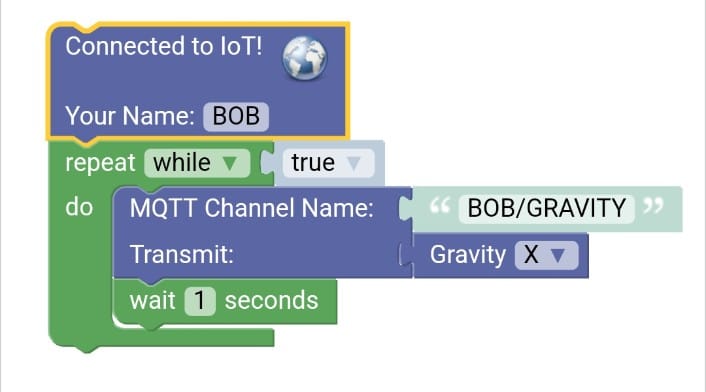 Connected to IoT!
Your Name: BOB
repeat while ▼ true ▼
do MQTT Channel Name: “ BOB/GRAVITY ”
Transmit: Gravity X ▼
wait 1 seconds